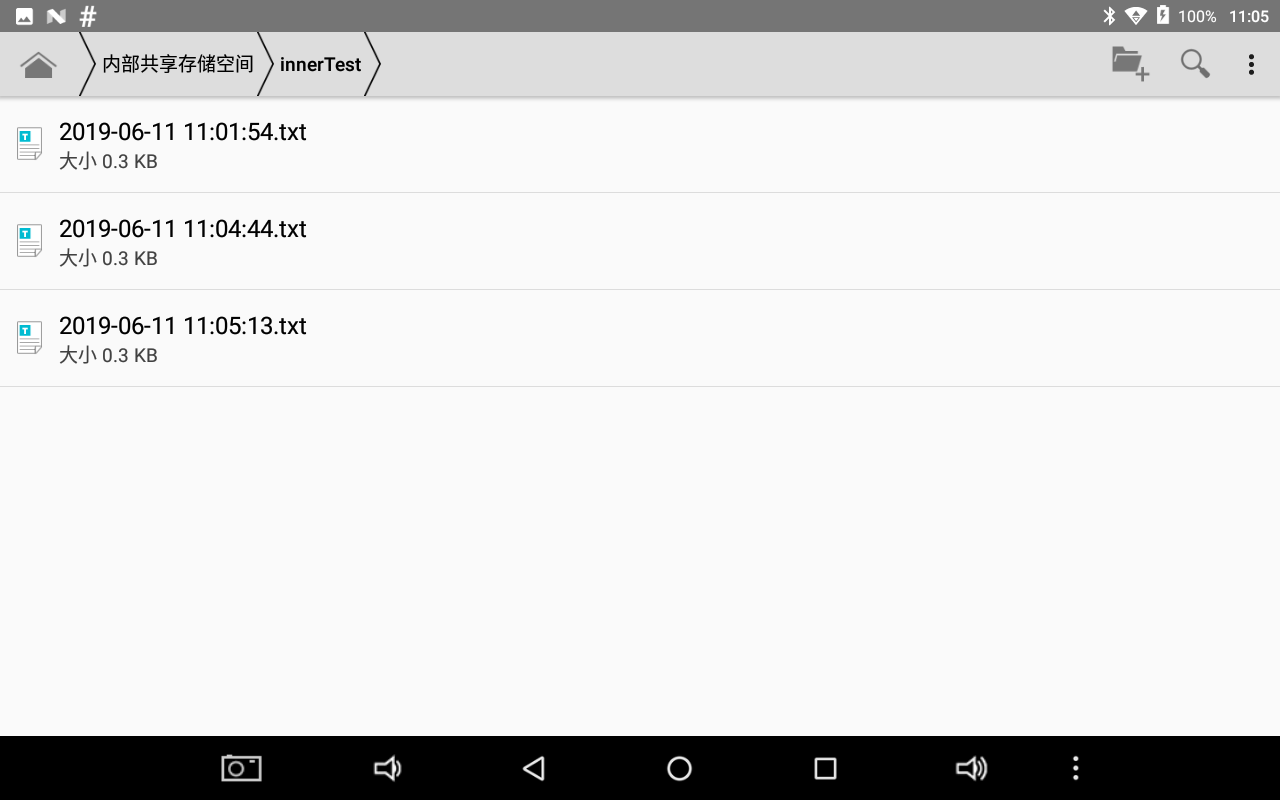 # 100% 11:05
内部共享存储空间 innerTest
2019-06-11 11:01:54.txt
大小 0.3 KB
2019-06-11 11:04:44.txt
大小 0.3 KB
2019-06-11 11:05:13.txt
大小 0.3 KB